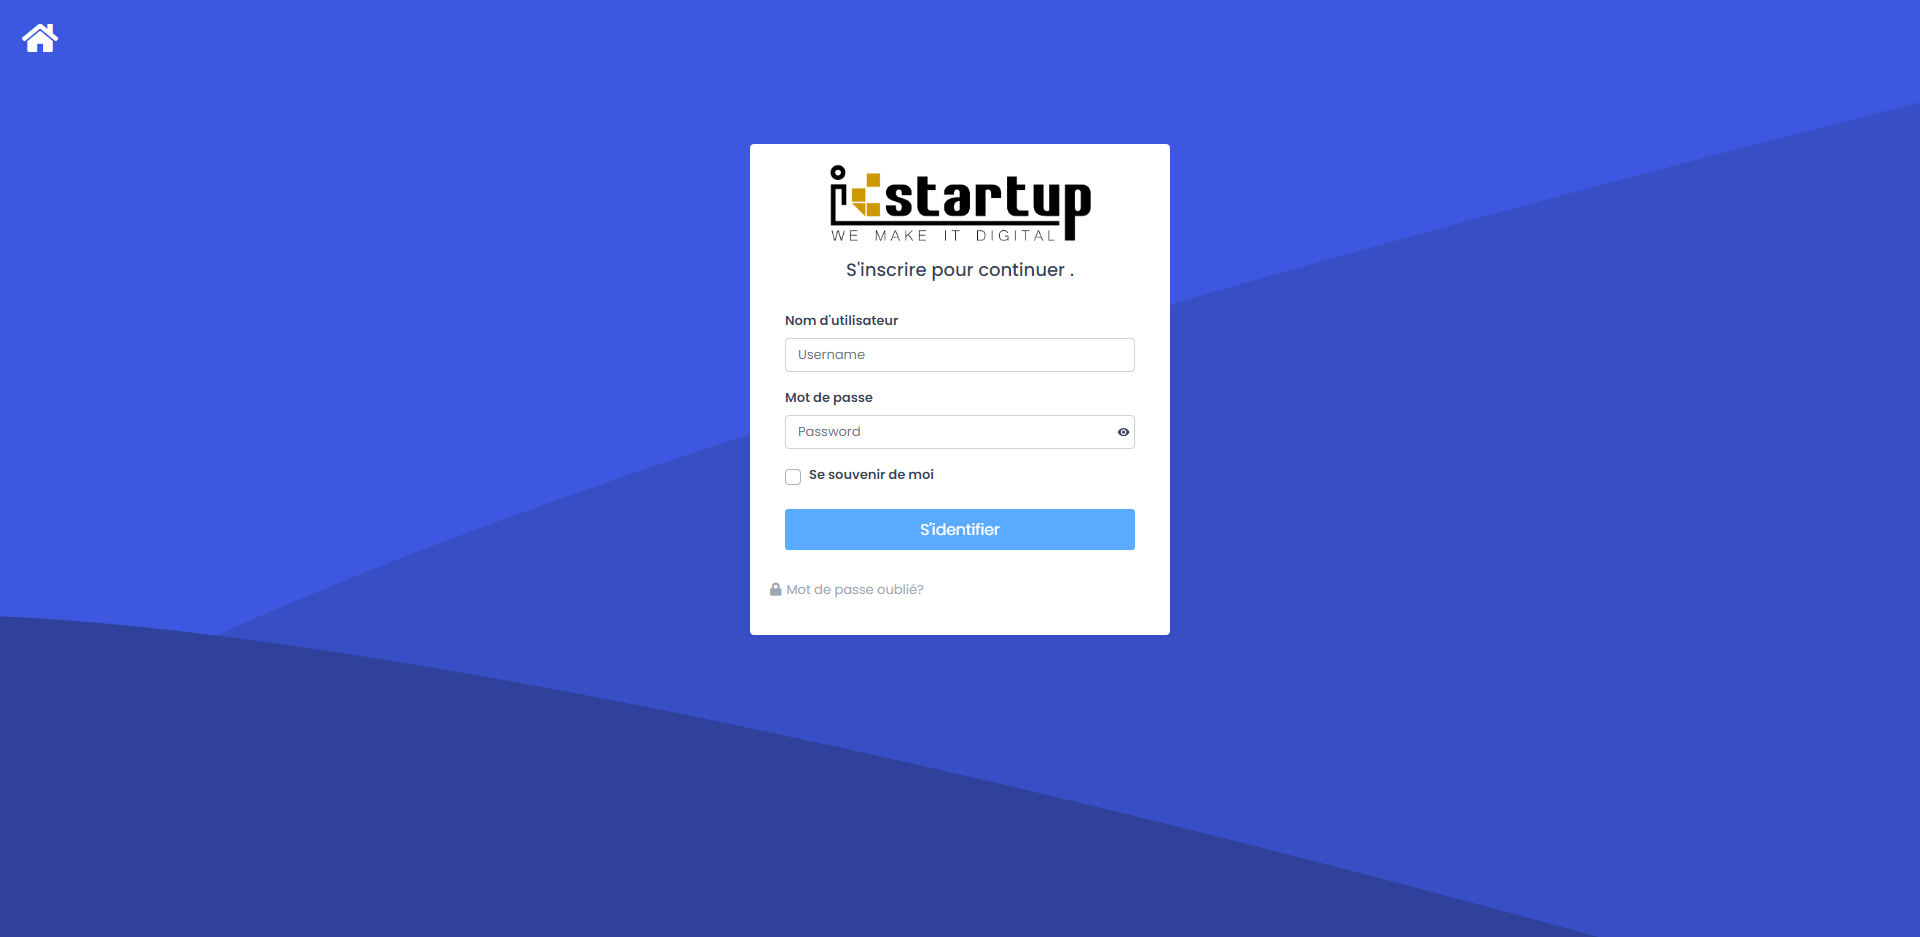 startup
WE MAKE IT DIGITAL
S'inscrire pour continuer .
Nom d'utilisateur
Username
Mot de passe
Password
Se souvenir de moi
S'identifier
Mot de passe oublié?